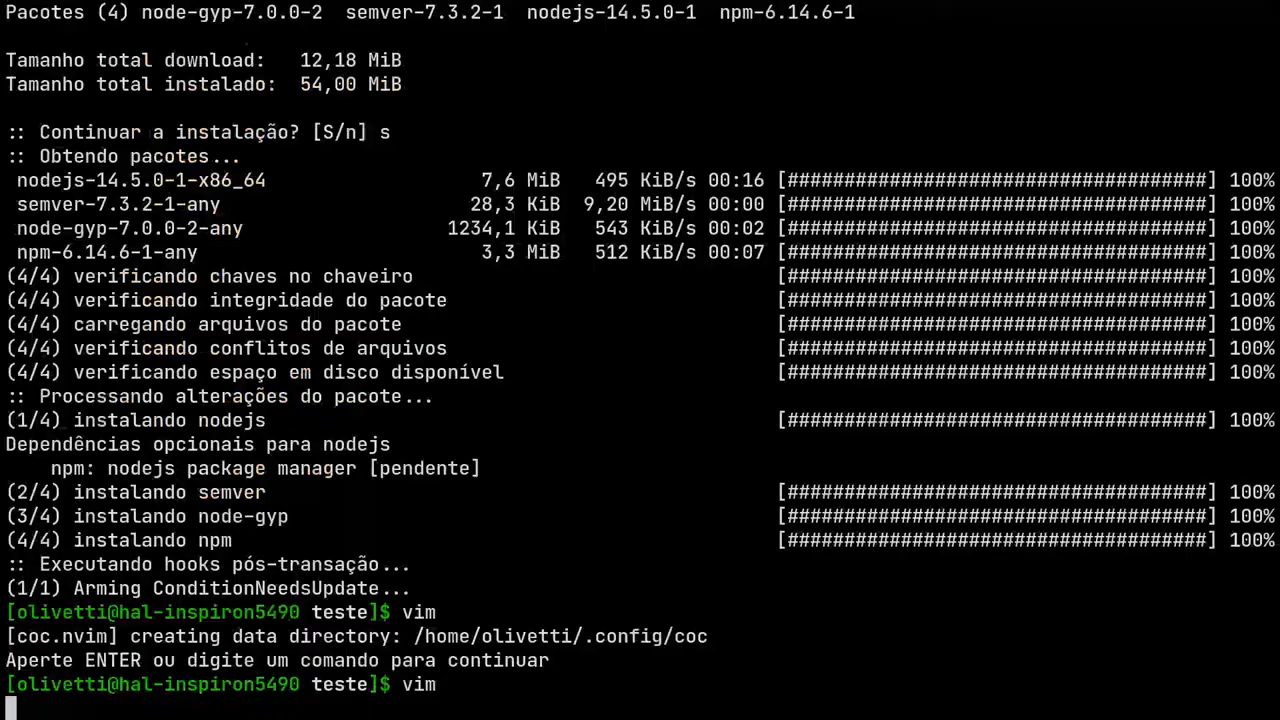 Pacotes (4) node-gyp-7.0.0-2  semver-7.3.2-1  nodejs-14.5.0-1  npm-6.14.6-1
Tamanho total download:   12,18 MiB
Tamanho total instalado:  54,00 MiB
:: Continuar a instalação? [S/n] s
:: Obtendo pacotes...
nodejs-14.5.0-1-x86_64                   7,6 MiB   495 KiB/s 00:16 [#####################################] 100%
semver-7.3.2-1-any                      28,3 KiB  9,20 MiB/s 00:00 [#####################################] 100%
node-gyp-7.0.0-2-any                  1234,1 KiB   543 KiB/s 00:02 [#####################################] 100%
npm-6.14.6-1-any                         3,3 MiB   512 KiB/s 00:07 [#####################################] 100%
(4/4) verificando chaves no chaveiro                                [#####################################] 100%
(4/4) verificando integridade do pacote                             [#####################################] 100%
(4/4) carregando arquivos do pacote                                 [#####################################] 100%
(4/4) verificando conflitos de arquivos                             [#####################################] 100%
(4/4) verificando espaço em disco disponível                        [#####################################] 100%
:: Processando alterações do pacote...
(1/4) instalando nodejs                                             [#####################################] 100%
Dependências opcionais para nodejs
    npm: nodejs package manager [pendente]
(2/4) instalando semver                                             [#####################################] 100%
(3/4) instalando node-gyp                                           [#####################################] 100%
(4/4) instalando npm                                                [#####################################] 100%
:: Executando hooks pós-transação...
(1/1) Arming ConditionNeedsUpdate...
[olivetti@hal-inspiron5490 teste]$ vim
[coc.nvim] creating data directory: /home/olivetti/.config/coc
Aperte ENTER ou digite um comando para continuar
[olivetti@hal-inspiron5490 teste]$ vim